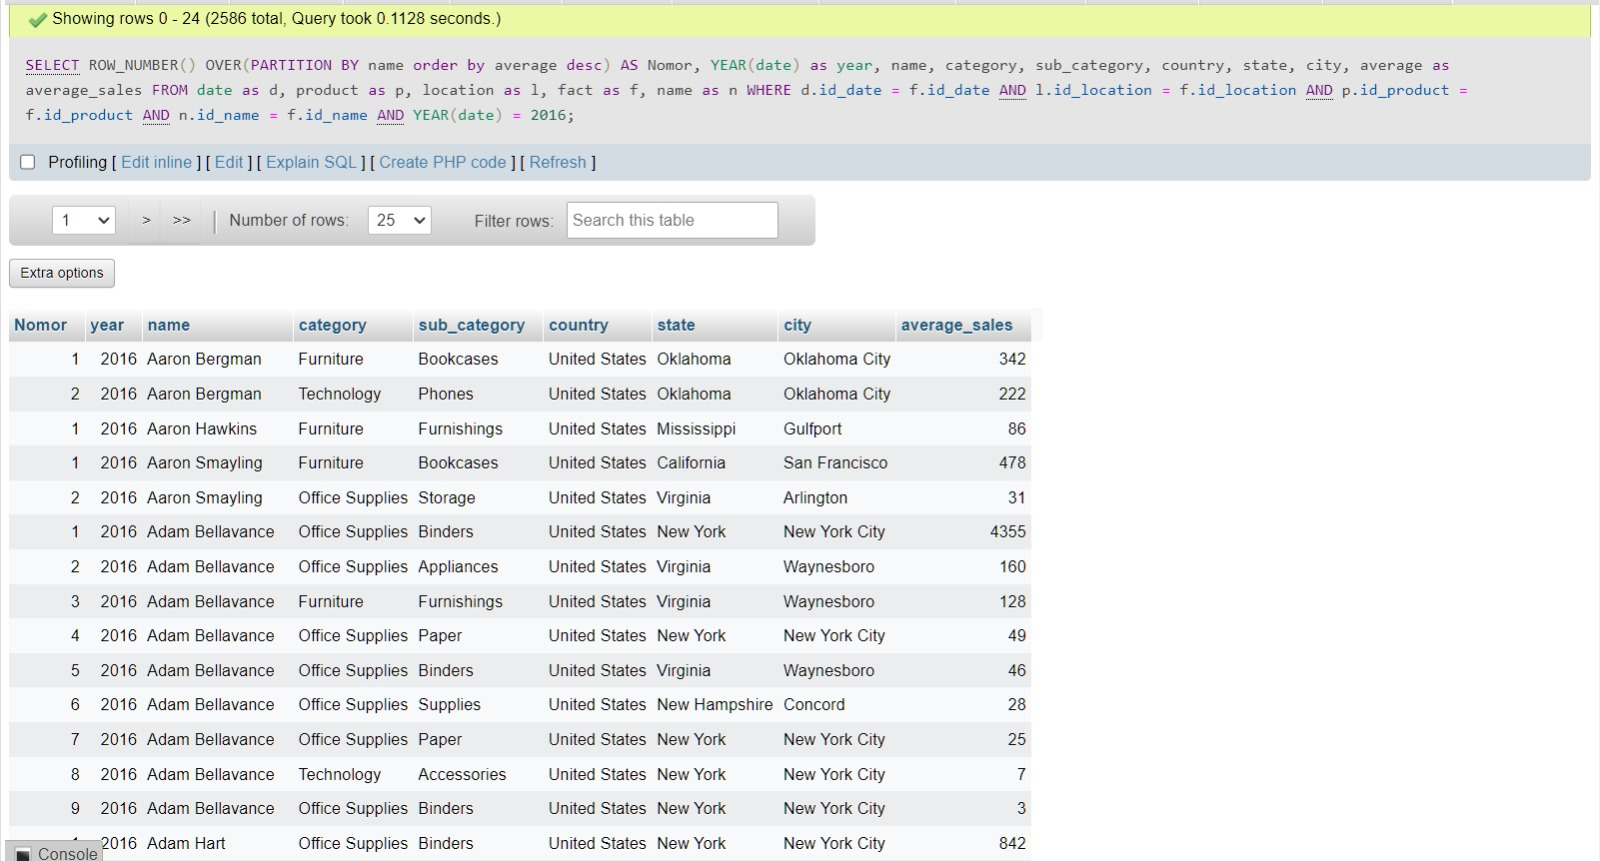 Showing rows 0 - 24 (2586 total, Query took 0.1128 seconds.)
SELECT ROW_NUMBER() OVER(PARTITION BY name order by average desc) AS Nomor, YEAR(date) as year, name, category, sub_category, country, state, city, average as
average_sales FROM date as d, product as p, location as l, fact as f, name as n WHERE d.id_date = f.id_date AND l.id_location = f.id_location AND p.id_product =
f.id_product AND n.id_name = f.id_name AND YEAR(date) = 2016;
Profiling [ Edit inline ] [ Edit ] [ Explain SQL ] [ Create PHP code ] [ Refresh ]
1 > >> | Number of rows: 25 Filter rows: Search this table
Extra options
Nomor year name category sub_category country state city average_sales
1 2016 Aaron Bergman Furniture Bookcases United States Oklahoma Oklahoma City 342
2 2016 Aaron Bergman Technology Phones United States Oklahoma Oklahoma City 222
1 2016 Aaron Hawkins Furniture Furnishings United States Mississippi Gulfport 86
1 2016 Aaron Smayling Furniture Bookcases United States California San Francisco 478
2 2016 Aaron Smayling Office Supplies Storage United States Virginia Arlington 31
1 2016 Adam Bellavance Office Supplies Binders United States New York New York City 4355
2 2016 Adam Bellavance Office Supplies Appliances United States Virginia Waynesboro 160
3 2016 Adam Bellavance Furniture Furnishings United States Virginia Waynesboro 128
4 2016 Adam Bellavance Office Supplies Paper United States New York New York City 49
5 2016 Adam Bellavance Office Supplies Binders United States Virginia Waynesboro 46
6 2016 Adam Bellavance Office Supplies Supplies United States New Hampshire Concord 28
7 2016 Adam Bellavance Office Supplies Paper United States New York New York City 25
8 2016 Adam Bellavance Technology Accessories United States New York New York City 7
9 2016 Adam Bellavance Office Supplies Binders United States New York New York City 3
2016 Adam Hart Office Supplies Binders United States New York New York City 842
Console